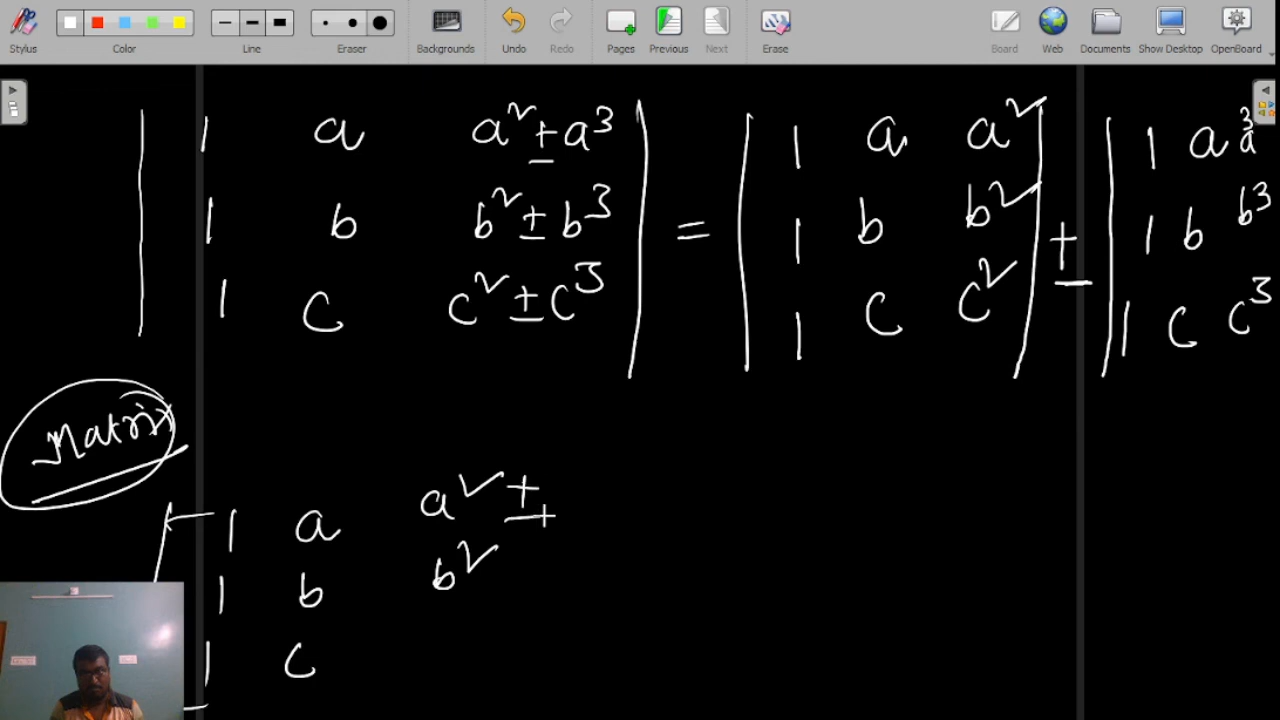 Stylus Color Line Eraser Backgrounds Undo Redo Pages Previous Next Erase Board Web Documents Show Desktop OpenBoard
| 1 a a² ± a³ | = | 1 a a² | ± | 1 a a³ |
| 1 b b² ± b³ | | 1 b b² | | 1 b b³ |
| 1 c c² ± c³ | | 1 c c² | | 1 c c³ |
Matrix
[ 1 a a² ±
1 b b²
1 c